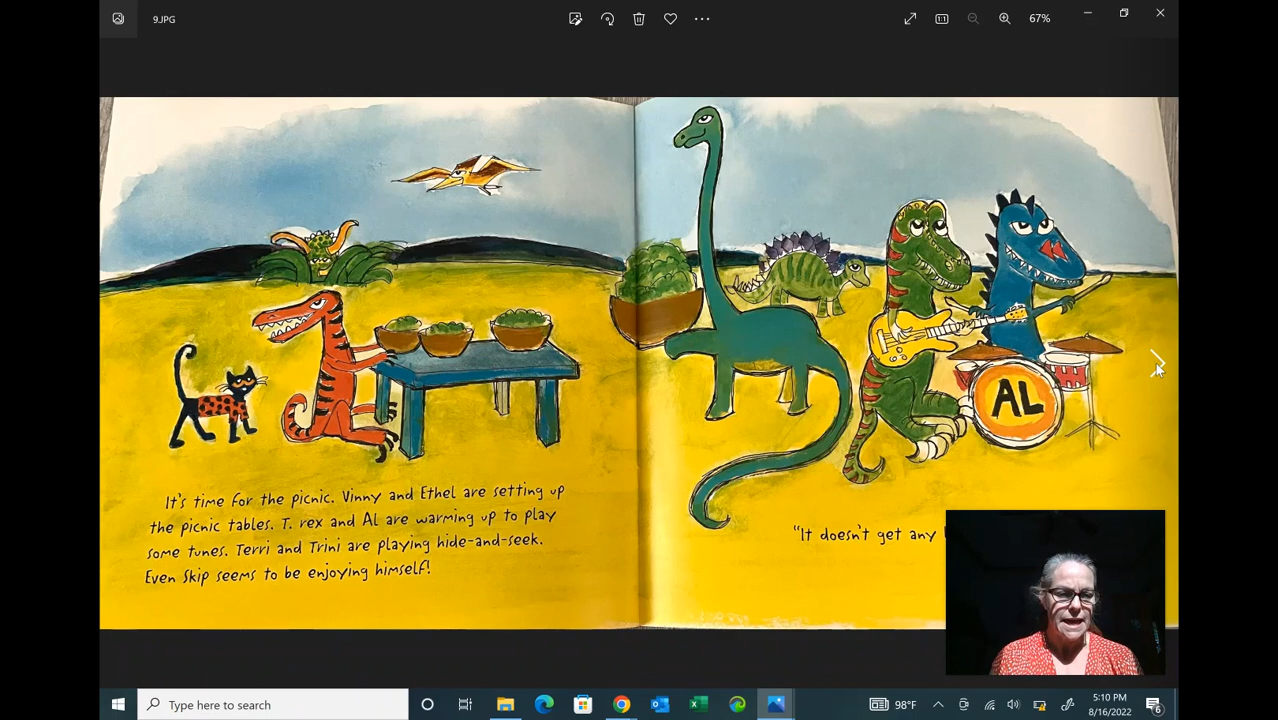 9.JPG
67%
AL
It's time for the picnic. Vinny and Ethel are setting up
the picnic tables. T. rex and Al are warming up to play
some tunes. Terri and Trini are playing hide-and-seek.
Even Skip seems to be enjoying himself!
"It doesn't get any
Type here to search
98°F
5:10 PM
8/16/2022
6